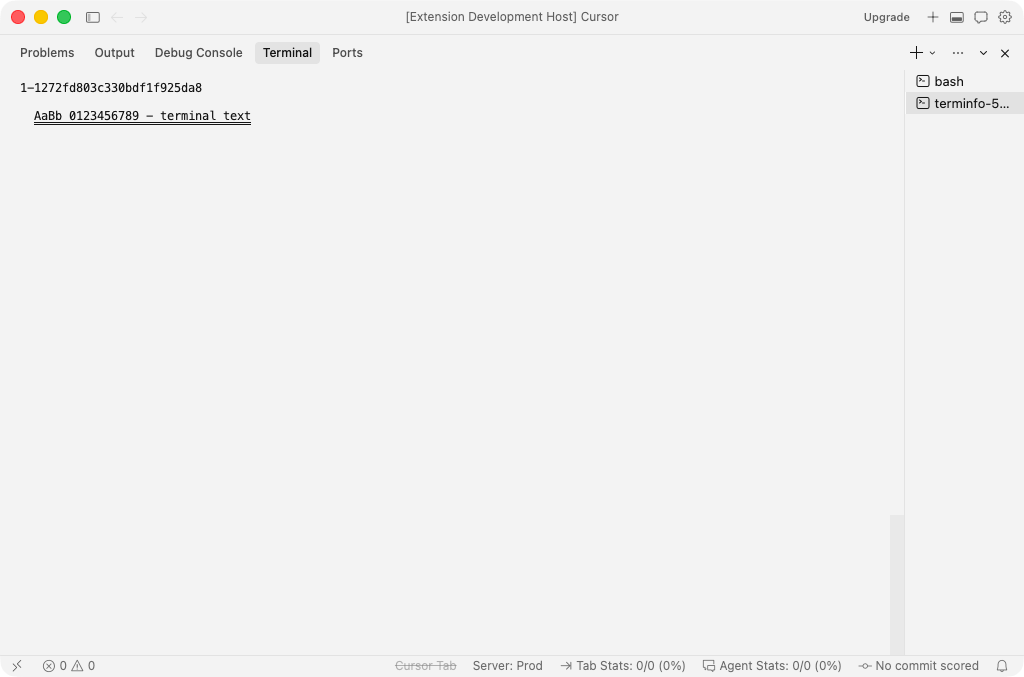 [Extension Development Host] Cursor
Upgrade
Problems Output Debug Console Terminal Ports
1-1272fd803c330bdf1f925da8
AaBb 0123456789 - terminal text
bash
terminfo-5...
0 0 Cursor Tab Server: Prod Tab Stats: 0/0 (0%) Agent Stats: 0/0 (0%) No commit scored